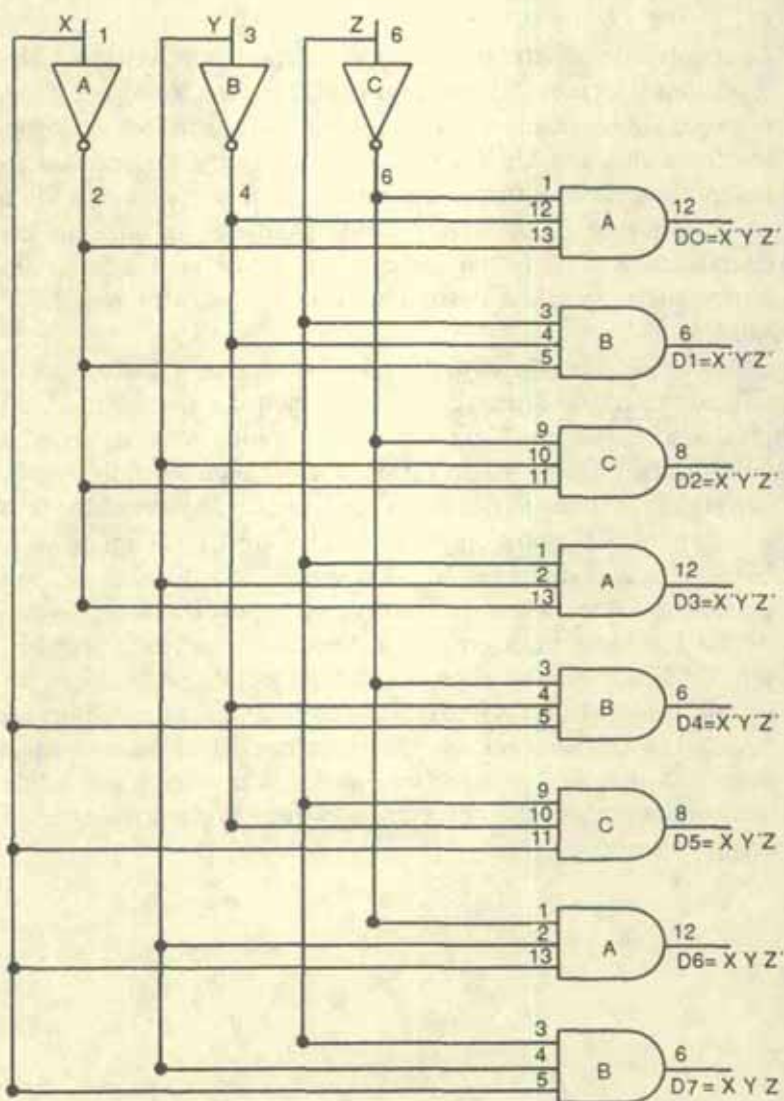 X 1 Y 3 Z 6
A B C
2 4 6
1
12 A 12
13 DO=X'Y'Z'
3
4 B 6
5 D1=X'Y'Z'
9
10 C 8
11 D2=X'Y'Z'
1
2 A 12
13 D3=X'Y'Z'
3
4 B 6
5 D4=X'Y'Z'
9
10 C 8
11 D5=X Y'Z
1
2 A 12
13 D6=X Y Z'
3
4 B 6
5 D7=X Y Z